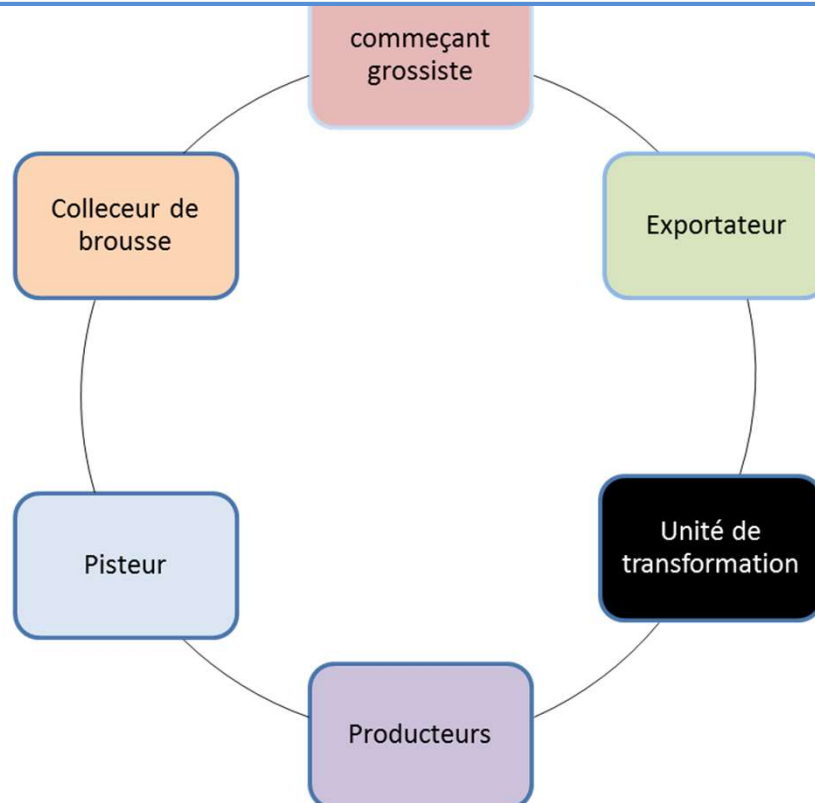 commeçant
grossiste
Colleceur de
brousse
Exportateur
Pisteur
Unité de
transformation
Producteurs